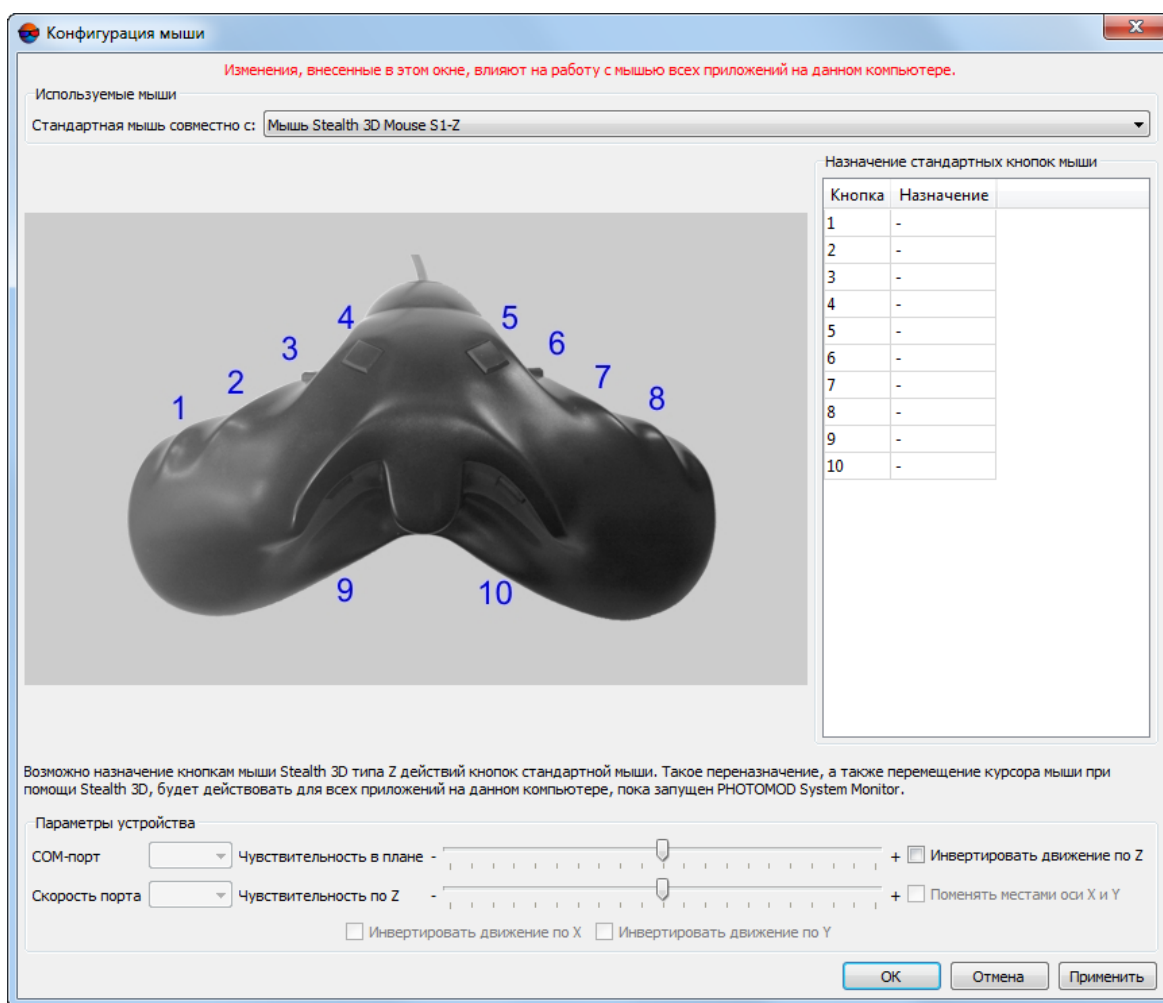 Конфигурация мыши
Изменения, внесенные в этом окне, влияют на работу с мышью всех приложений на данном компьютере.
Используемые мыши
Стандартная мышь совместно с: Мышь Stealth 3D Mouse S1-Z
Назначение стандартных кнопок мыши
Кнопка Назначение
1 -
2 -
3 -
4 -
5 -
6 -
7 -
8 -
9 -
10 -
4 5
3 6
2 7
1 8
9 10
Возможно назначение кнопкам мыши Stealth 3D типа Z действий кнопок стандартной мыши. Такое переназначение, а также перемещение курсора мыши при
помощи Stealth 3D, будет действовать для всех приложений на данном компьютере, пока запущен PHOTOMOD System Monitor.
Параметры устройства
COM-порт Чувствительность в плане - + Инвертировать движение по Z
Скорость порта Чувствительность по Z - + Поменять местами оси X и Y
Инвертировать движение по X Инвертировать движение по Y
OK Отмена Применить